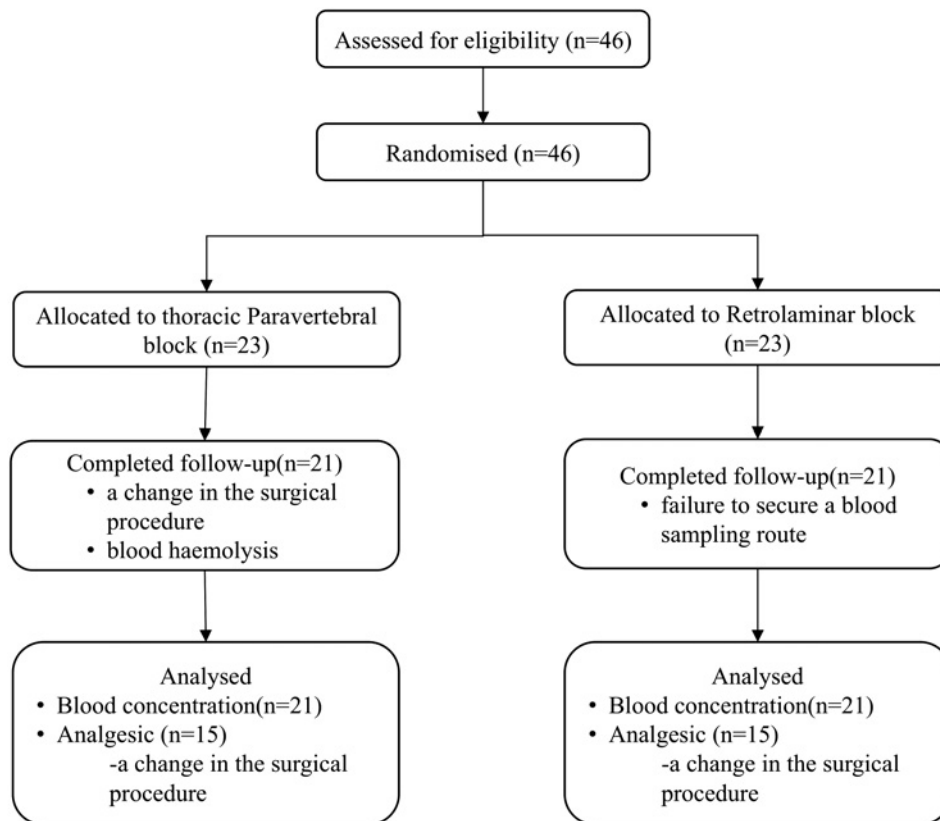 Assessed for eligibility (n=46)
Randomised (n=46)
Allocated to thoracic Paravertebral
block (n=23)
Allocated to Retrolaminar block
(n=23)
Completed follow-up(n=21)
• a change in the surgical
procedure
• blood haemolysis
Completed follow-up(n=21)
• failure to secure a blood
sampling route
Analysed
• Blood concentration(n=21)
• Analgesic (n=15)
-a change in the surgical
procedure
Analysed
• Blood concentration(n=21)
• Analgesic (n=15)
-a change in the surgical
procedure